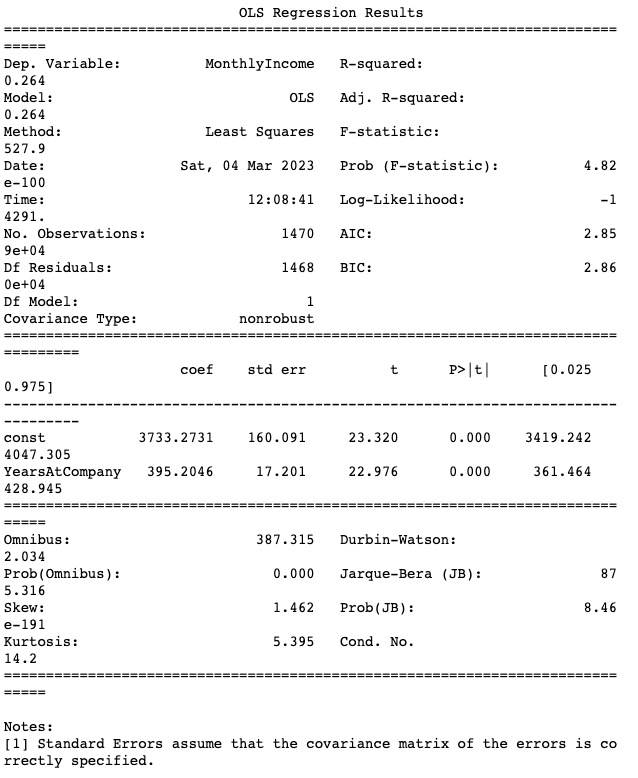 OLS Regression Results
=========================================================================
=====
Dep. Variable: MonthlyIncome R-squared:
0.264
Model: OLS Adj. R-squared:
0.264
Method: Least Squares F-statistic:
527.9
Date: Sat, 04 Mar 2023 Prob (F-statistic): 4.82
e-100
Time: 12:08:41 Log-Likelihood: -1
4291.
No. Observations: 1470 AIC: 2.85
9e+04
Df Residuals: 1468 BIC: 2.86
0e+04
Df Model: 1
Covariance Type: nonrobust
=========================================================================
=========
coef std err t P>|t| [0.025
0.975]
-------------------------------------------------------------------------
---------
const 3733.2731 160.091 23.320 0.000 3419.242
4047.305
YearsAtCompany 395.2046 17.201 22.976 0.000 361.464
428.945
=========================================================================
=====
Omnibus: 387.315 Durbin-Watson:
2.034
Prob(Omnibus): 0.000 Jarque-Bera (JB): 87
5.316
Skew: 1.462 Prob(JB): 8.46
e-191
Kurtosis: 5.395 Cond. No.
14.2
=========================================================================
=====
Notes:
[1] Standard Errors assume that the covariance matrix of the errors is co
rrectly specified.